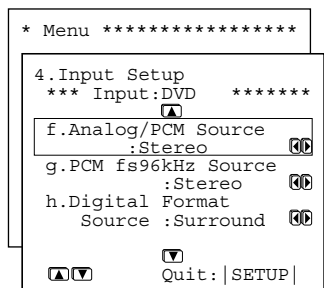 * Menu *****************
4.Input Setup
*** Input:DVD *******
f.Analog/PCM Source
:Stereo
g.PCM fs96kHz Source
:Stereo
h.Digital Format
Source :Surround
Quit:|SETUP|